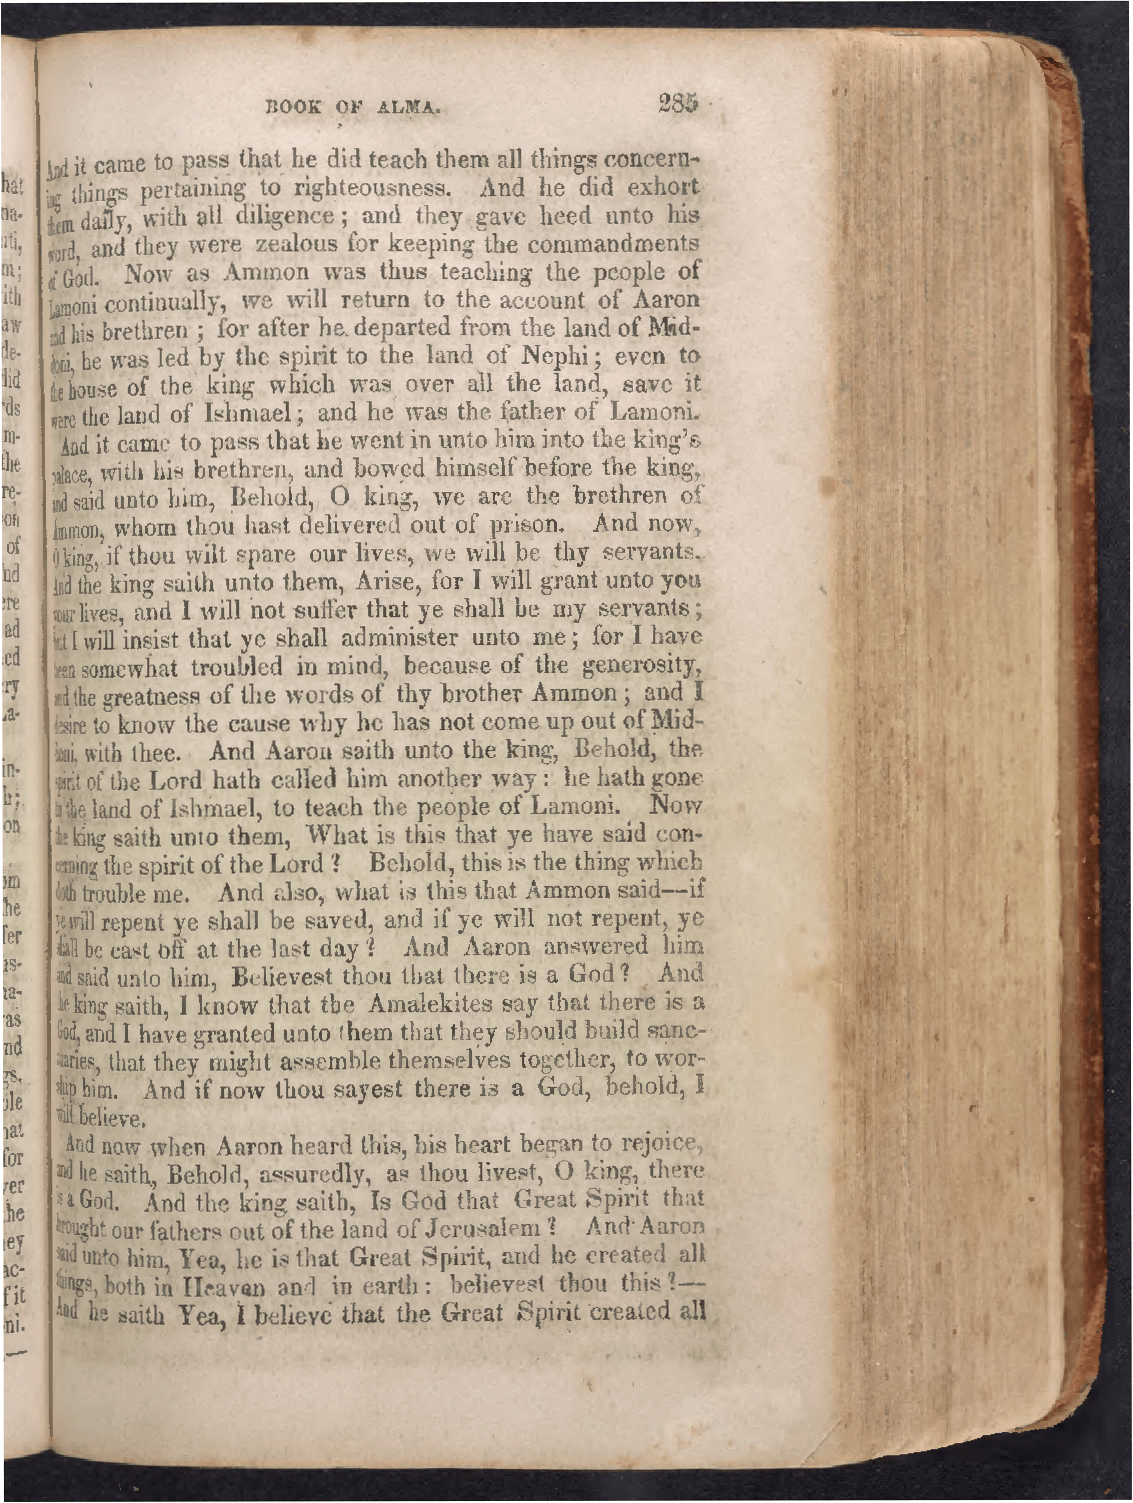 BOOK OF ALMA. 285
And it came to pass that he did teach them all things concern-
ing things pertaining to righteousness. And he did exhort
them daily, with all diligence; and they gave heed unto his
word, and they were zealous for keeping the commandments
of God. Now as Ammon was thus teaching the people of
Lamoni continually, we will return to the account of Aaron
and his brethren ; for after he departed from the land of Mid-
doni, he was led by the spirit to the land of Nephi; even to
the house of the king which was over all the land, save it
were the land of Ishmael; and he was the father of Lamoni.
And it came to pass that he went in unto him into the king's
palace, with his brethren, and bowed himself before the king,
and said unto him, Behold, O king, we are the brethren of
Ammon, whom thou hast delivered out of prison. And now,
O king, if thou wilt spare our lives, we will be thy servants.
And the king saith unto them, Arise, for I will grant unto you
your lives, and I will not suffer that ye shall be my servants;
but I will insist that ye shall administer unto me; for I have
been somewhat troubled in mind, because of the generosity,
and the greatness of the words of thy brother Ammon; and I
desire to know the cause why he has not come up out of Mid-
doni, with thee. And Aaron saith unto the king, Behold, the
spirit of the Lord hath called him another way: he hath gone
to the land of Ishmael, to teach the people of Lamoni. Now
the king saith unto them, What is this that ye have said con-
cerning the spirit of the Lord? Behold, this is the thing which
doth trouble me. And also, what is this that Ammon said—if
ye will repent ye shall be saved, and if ye will not repent, ye
shall be cast off at the last day? And Aaron answered him
and said unto him, Believest thou that there is a God? And
he king saith, I know that the Amalekites say that there is a
God, and I have granted unto them that they should build sanc-
tuaries, that they might assemble themselves together, to wor-
ship him. And if now thou sayest there is a God, behold, I
will believe.
And now when Aaron heard this, his heart began to rejoice,
and he saith, Behold, assuredly, as thou livest, O king, there
is a God. And the king saith, Is God that Great Spirit that
brought our fathers out of the land of Jerusalem? And Aaron
said unto him, Yea, he is that Great Spirit, and he created all
things, both in Heaven and in earth: believest thou this?—
And he saith Yea, I believe that the Great Spirit created all